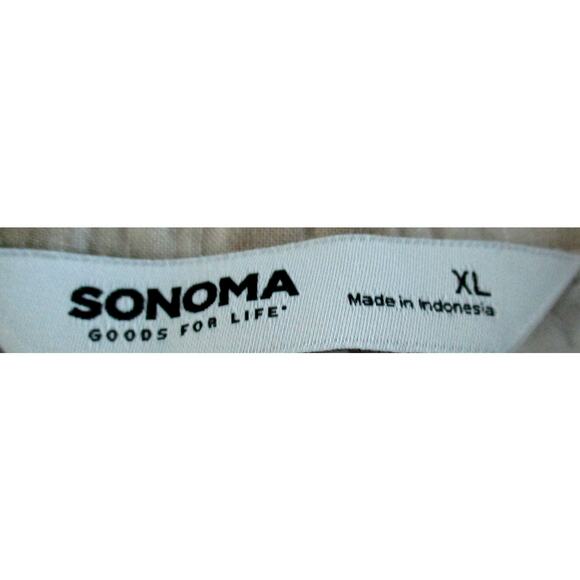 SONOMA
GOODS FOR LIFE•
XL
Made in Indonesia